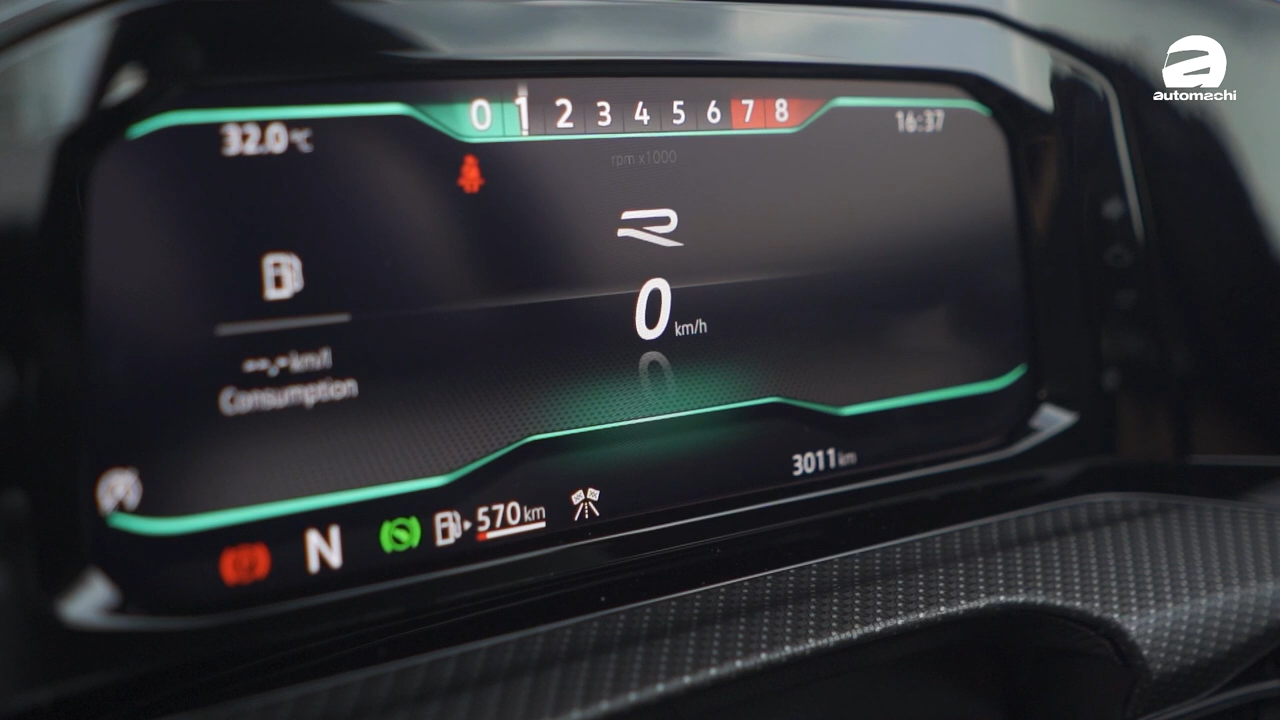 automachi
0 1 2 3 4 5 6 7 8
32.0 °C
16:37
rpm x1000
R
0 km/h
--,- km/l
Consumption
3011 km
N
570 km